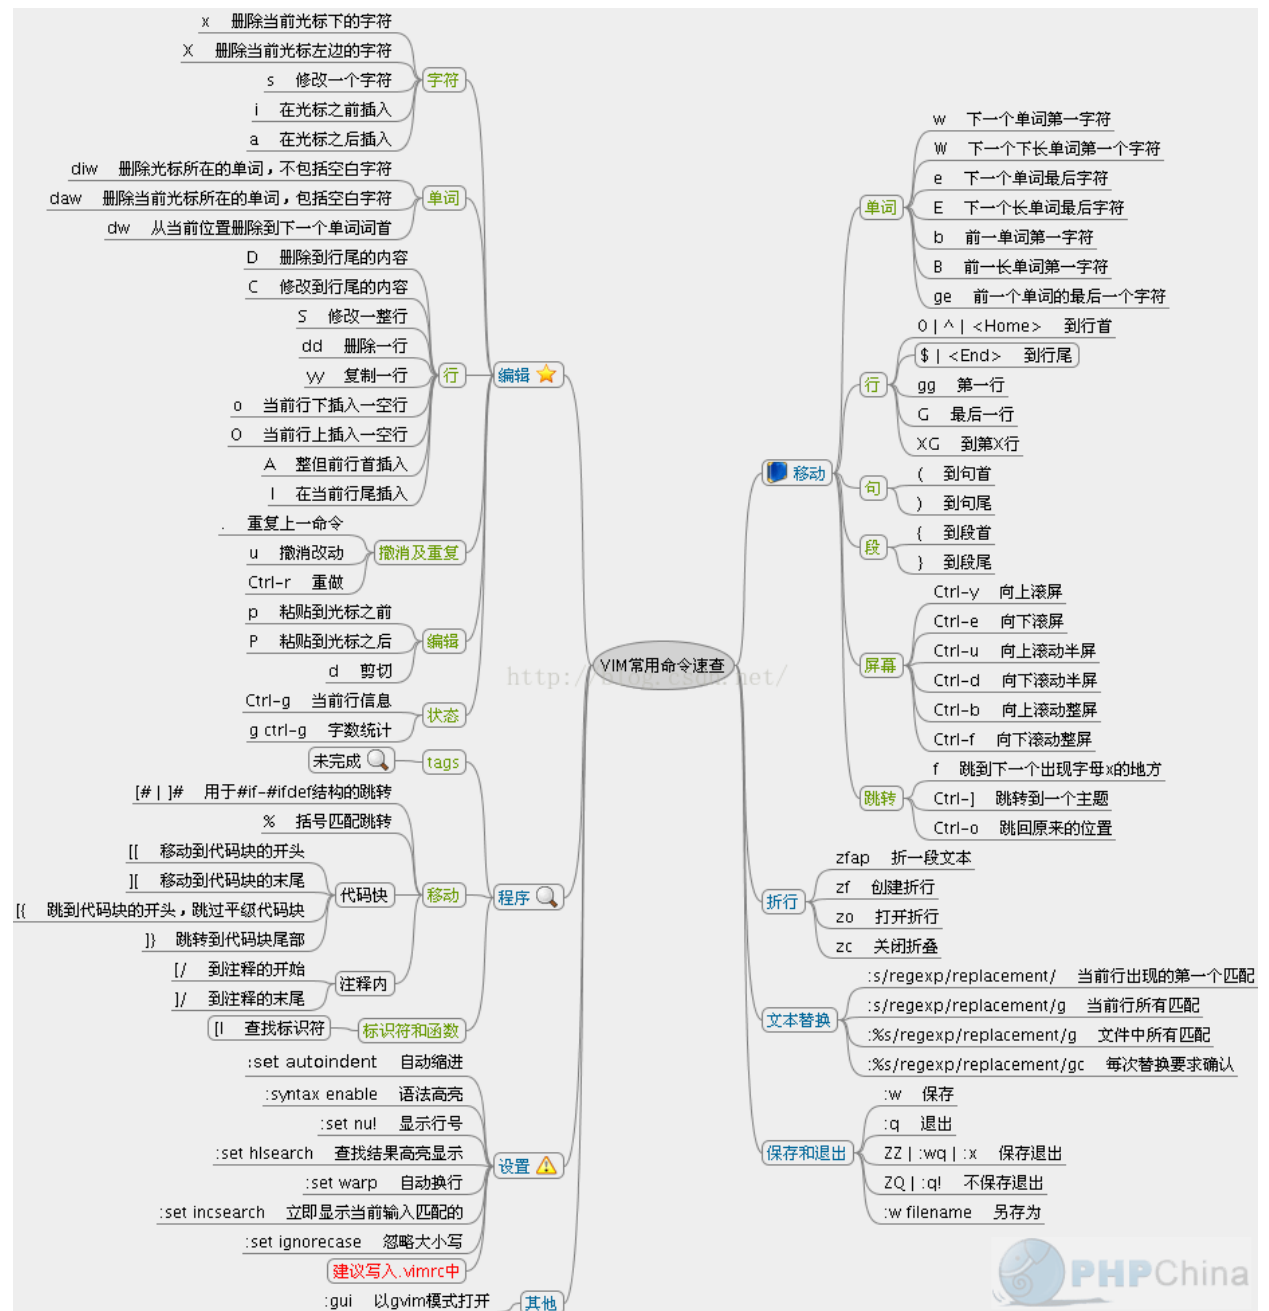 VIM常用命令速查
编辑
字符
x 删除当前光标下的字符
X 删除当前光标左边的字符
s 修改一个字符
i 在光标之前插入
a 在光标之后插入
单词
diw 删除光标所在的单词，不包括空白字符
daw 删除当前光标所在的单词，包括空白字符
dw 从当前位置删除到下一个单词词首
行
D 删除到行尾的内容
C 修改到行尾的内容
S 修改一整行
dd 删除一行
yy 复制一行
o 当前行下插入一空行
O 当前行上插入一空行
A 整但前行首插入
I 在当前行尾插入
撤消及重复
. 重复上一命令
u 撤消改动
Ctrl-r 重做
编辑
p 粘贴到光标之前
P 粘贴到光标之后
d 剪切
状态
Ctrl-g 当前行信息
g ctrl-g 字数统计
程序
tags
未完成
移动
[# | ]# 用于#if-#ifdef结构的跳转
% 括号匹配跳转
代码块
[[ 移动到代码块的开头
][ 移动到代码块的末尾
[{ 跳到代码块的开头，跳过平级代码块
]} 跳转到代码块尾部
注释内
[/ 到注释的开始
]/ 到注释的末尾
标识符和函数
[I 查找标识符
设置
:set autoindent 自动缩进
:syntax enable 语法高亮
:set nu! 显示行号
:set hlsearch 查找结果高亮显示
:set warp 自动换行
:set incsearch 立即显示当前输入匹配的
:set ignorecase 忽略大小写
建议写入.vimrc中
其他
:gui 以gvim模式打开
移动
单词
w 下一个单词第一字符
W 下一个下长单词第一个字符
e 下一个单词最后字符
E 下一个长单词最后字符
b 前一单词第一字符
B 前一长单词第一字符
ge 前一个单词的最后一个字符
行
0 | ^ | <Home> 到行首
$ | <End> 到行尾
gg 第一行
G 最后一行
XG 到第X行
句
( 到句首
) 到句尾
段
{ 到段首
} 到段尾
屏幕
Ctrl-y 向上滚屏
Ctrl-e 向下滚屏
Ctrl-u 向上滚动半屏
Ctrl-d 向下滚动半屏
Ctrl-b 向上滚动整屏
Ctrl-f 向下滚动整屏
跳转
f 跳到下一个出现字母x的地方
Ctrl-] 跳转到一个主题
Ctrl-o 跳回原来的位置
折行
zfap 折一段文本
zf 创建折行
zo 打开折行
zc 关闭折叠
文本替换
:s/regexp/replacement/ 当前行出现的第一个匹配
:s/regexp/replacement/g 当前行所有匹配
:%s/regexp/replacement/g 文件中所有匹配
:%s/regexp/replacement/gc 每次替换要求确认
保存和退出
:w 保存
:q 退出
ZZ | :wq | :x 保存退出
ZQ | :q! 不保存退出
:w filename 另存为
http://blog.csdn.net/
PHPChina